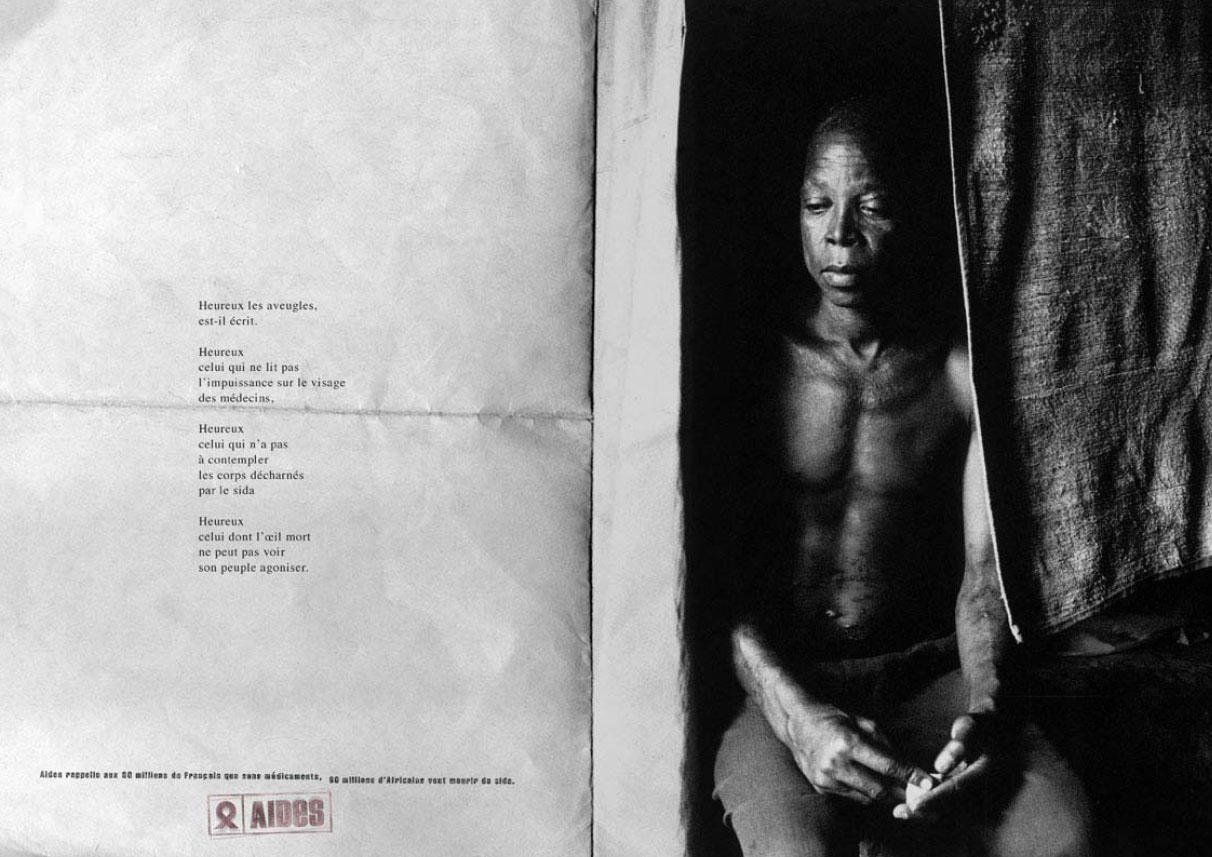 Heureux les aveugles,
est-il écrit.
Heureux
celui qui ne lit pas
l'impuissance sur le visage
des médecins,
Heureux
celui qui n'a pas
à contempler
les corps décharnés
par le sida
Heureux
celui dont l'œil mort
ne peut pas voir
son peuple agoniser.
Aides rappelle aux 60 millions de Français que sans médicaments, 60 millions d'Africains vont mourir du sida.
AIDES